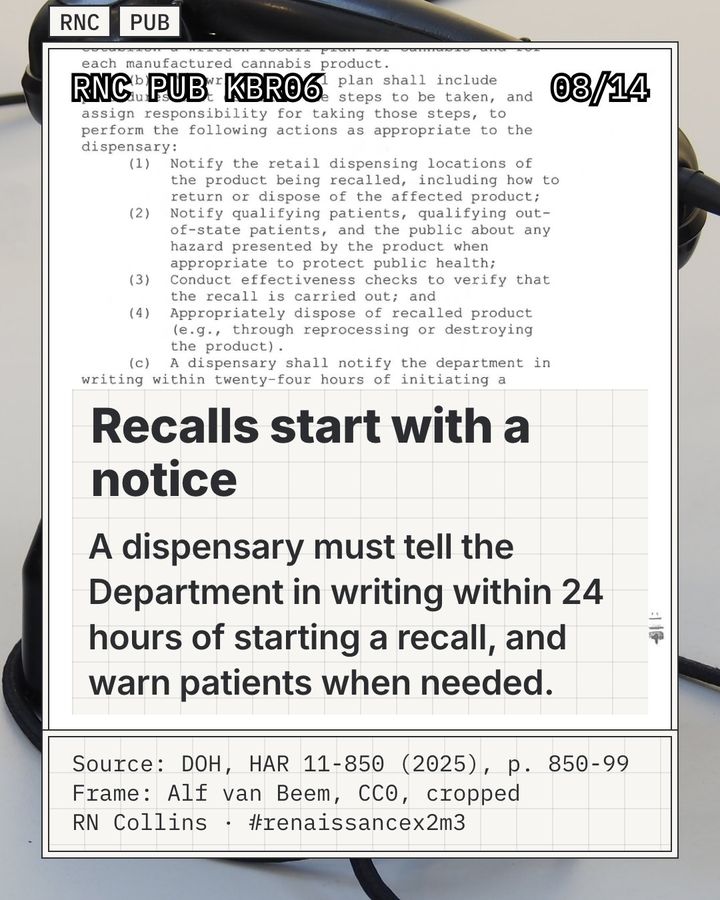 RNC PUB
each manufactured cannabis product.
RNC PUB KBR06 08/14
plan shall include
steps to be taken, and
assign responsibility for taking those steps, to
perform the following actions as appropriate to the
dispensary:
(1) Notify the retail dispensing locations of
the product being recalled, including how to
return or dispose of the affected product;
(2) Notify qualifying patients, qualifying out-
of-state patients, and the public about any
hazard presented by the product when
appropriate to protect public health;
(3) Conduct effectiveness checks to verify that
the recall is carried out; and
(4) Appropriately dispose of recalled product
(e.g., through reprocessing or destroying
the product).
(c) A dispensary shall notify the department in
writing within twenty-four hours of initiating a
Recalls start with a
notice
A dispensary must tell the
Department in writing within 24
hours of starting a recall, and
warn patients when needed.
Source: DOH, HAR 11-850 (2025), p. 850-99
Frame: Alf van Beem, CC0, cropped
RN Collins · #renaissancex2m3